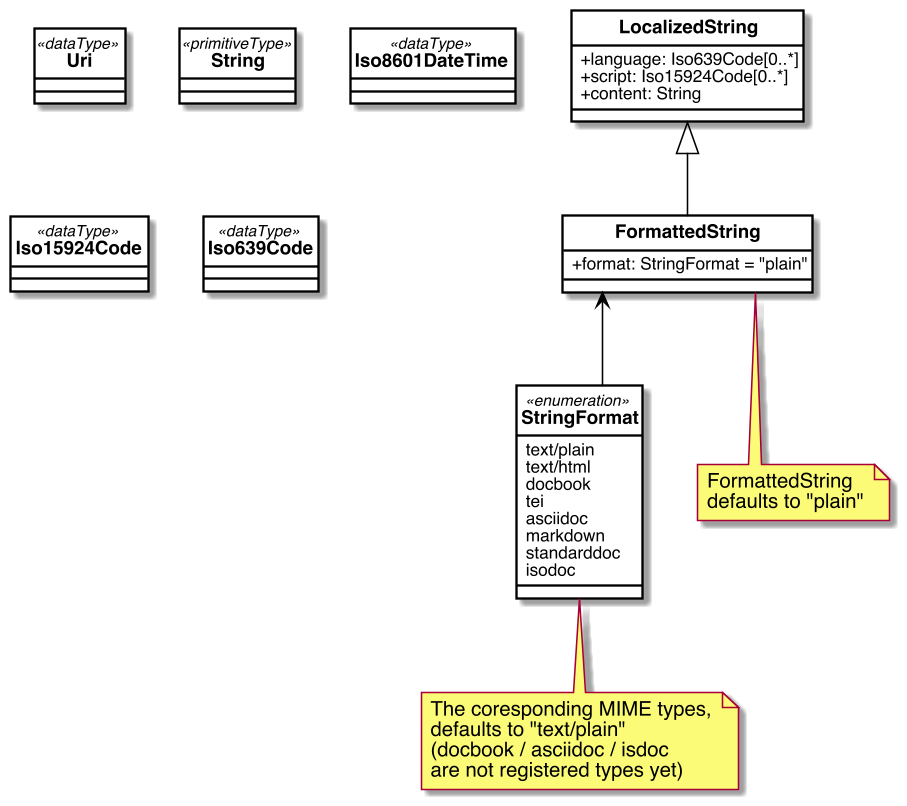 «dataType»
Uri
«primitiveType»
String
«dataType»
Iso8601DateTime
LocalizedString
+language: Iso639Code[0..*]
+script: Iso15924Code[0..*]
+content: String
«dataType»
Iso15924Code
«dataType»
Iso639Code
FormattedString
+format: StringFormat = "plain"
«enumeration»
StringFormat
text/plain
text/html
docbook
tei
asciidoc
markdown
standarddoc
isodoc
FormattedString
defaults to "plain"
The coresponding MIME types,
defaults to "text/plain"
(docbook / asciidoc / isdoc
are not registered types yet)